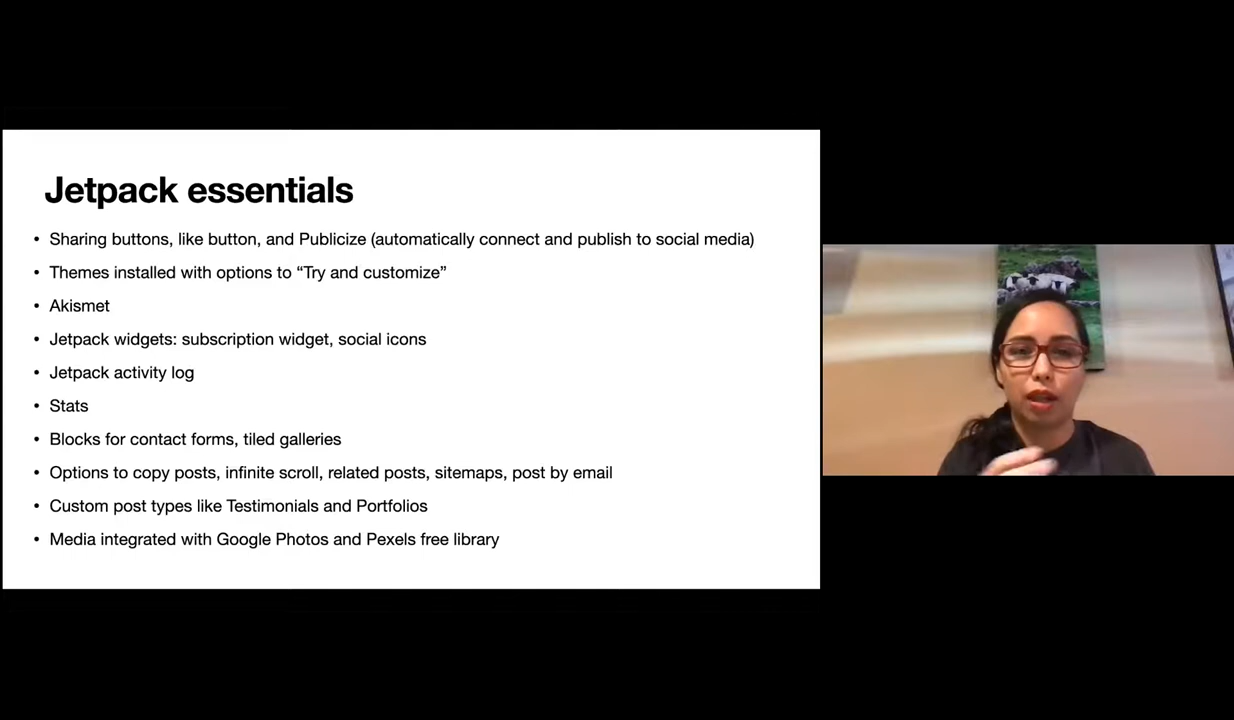 Jetpack essentials
• Sharing buttons, like button, and Publicize (automatically connect and publish to social media)
• Themes installed with options to “Try and customize”
• Akismet
• Jetpack widgets: subscription widget, social icons
• Jetpack activity log
• Stats
• Blocks for contact forms, tiled galleries
• Options to copy posts, infinite scroll, related posts, sitemaps, post by email
• Custom post types like Testimonials and Portfolios
• Media integrated with Google Photos and Pexels free library